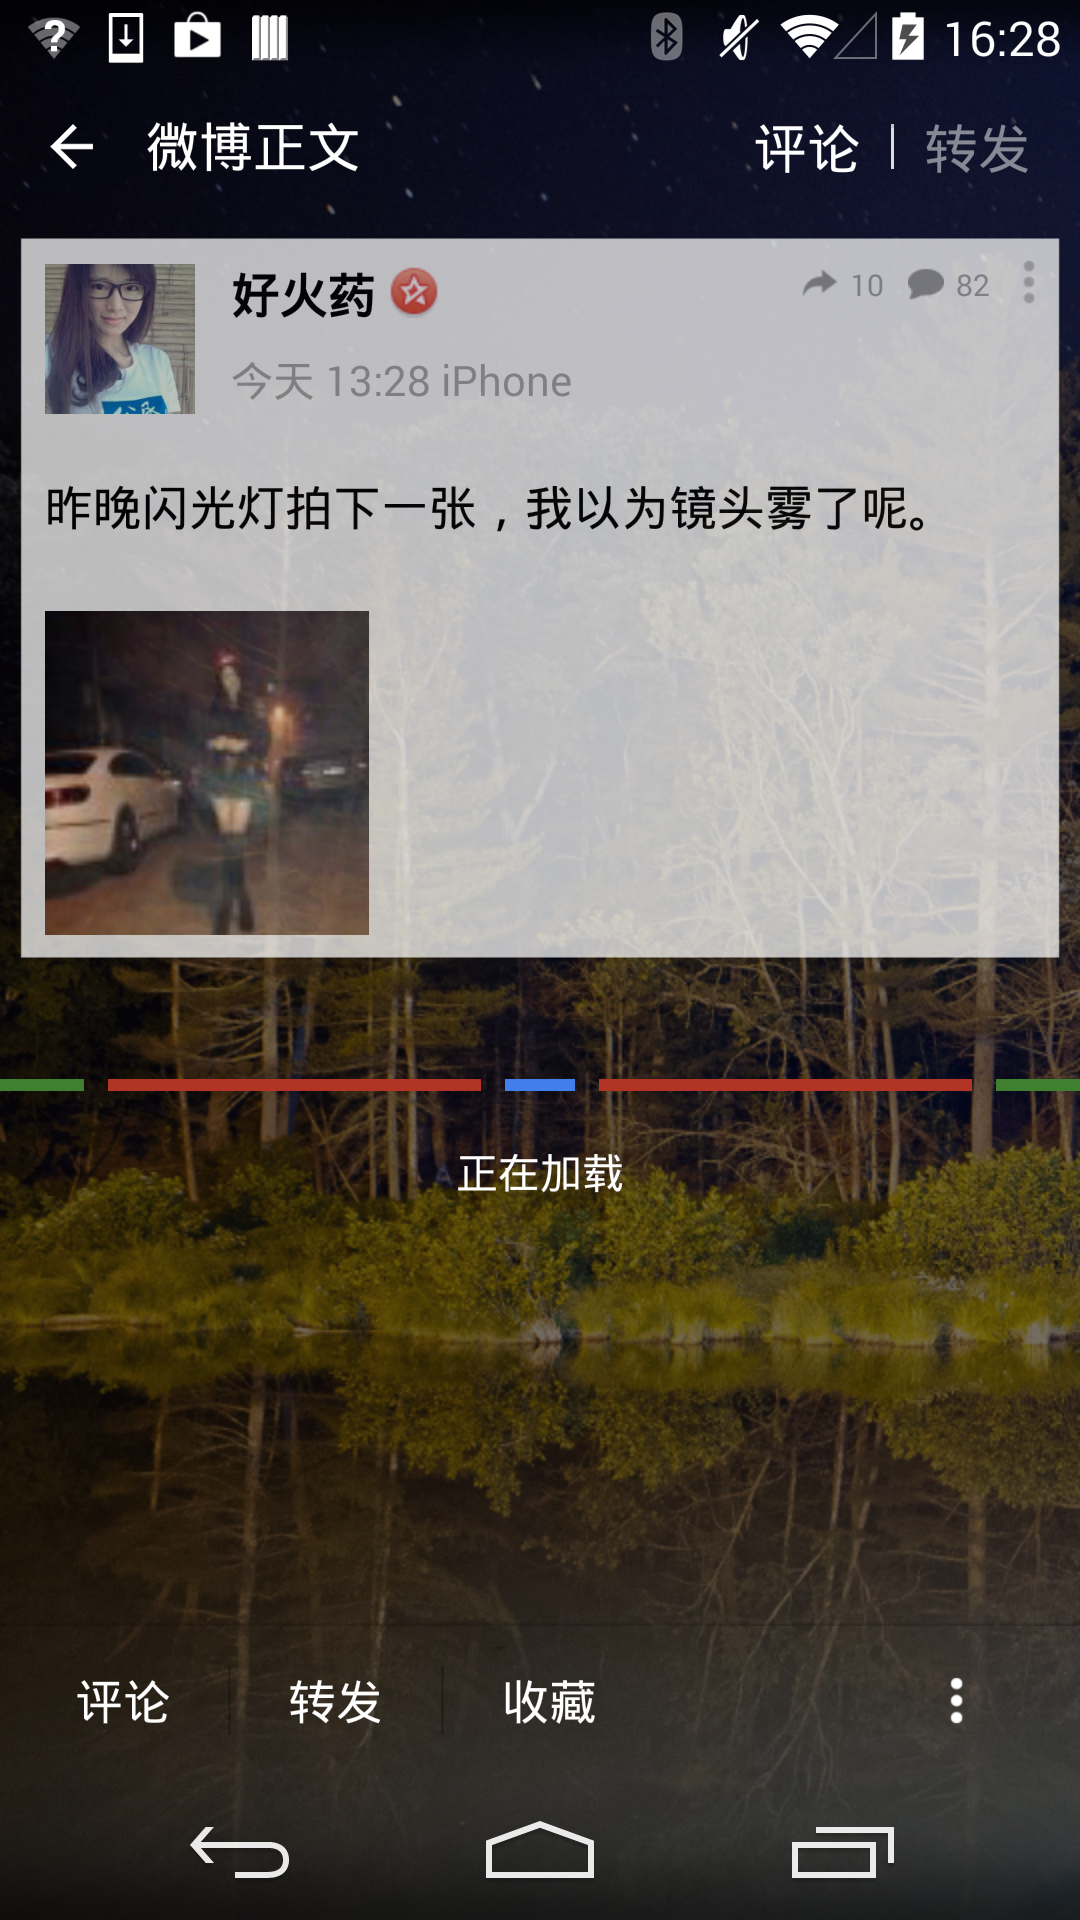 16:28
微博正文
评论 | 转发
好火药
10 82
今天 13:28 iPhone
昨晚闪光灯拍下一张，我以为镜头雾了呢。
正在加载
评论 转发 收藏